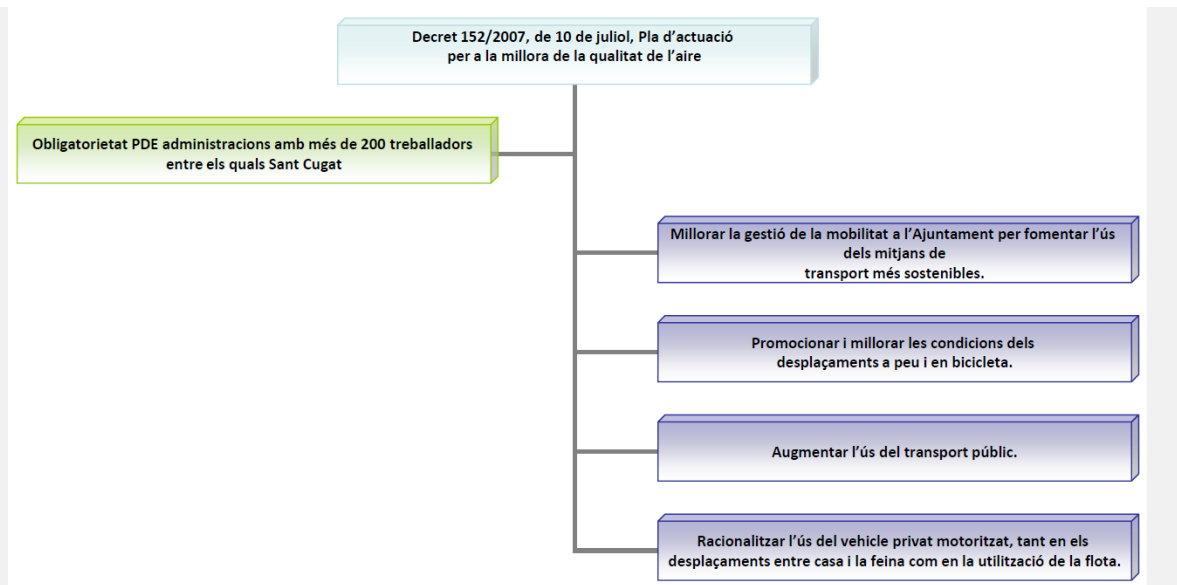 Decret 152/2007, de 10 de juliol, Pla d’actuació
per a la millora de la qualitat de l’aire
Obligatorietat PDE administracions amb més de 200 treballadors
entre els quals Sant Cugat
Millorar la gestió de la mobilitat a l’Ajuntament per fomentar l’ús
dels mitjans de
transport més sostenibles.
Promocionar i millorar les condicions dels
desplaçaments a peu i en bicicleta.
Augmentar l’ús del transport públic.
Racionalitzar l’ús del vehicle privat motoritzat, tant en els
desplaçaments entre casa i la feina com en la utilització de la flota.